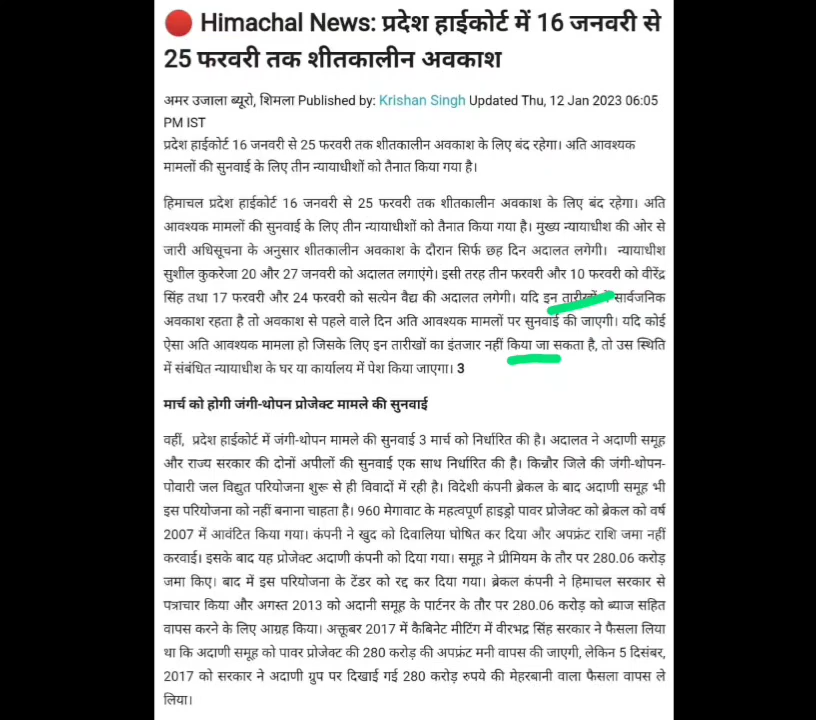 Himachal News: प्रदेश हाईकोर्ट में 16 जनवरी से
25 फरवरी तक शीतकालीन अवकाश
अमर उजाला ब्यूरो, शिमला Published by: Krishan Singh Updated Thu, 12 Jan 2023 06:05
PM IST
प्रदेश हाईकोर्ट 16 जनवरी से 25 फरवरी तक शीतकालीन अवकाश के लिए बंद रहेगा। अति आवश्यक
मामलों की सुनवाई के लिए तीन न्यायाधीशों को तैनात किया गया है।
हिमाचल प्रदेश हाईकोर्ट 16 जनवरी से 25 फरवरी तक शीतकालीन अवकाश के लिए बंद रहेगा। अति
आवश्यक मामलों की सुनवाई के लिए तीन न्यायाधीशों को तैनात किया गया है। मुख्य न्यायाधीश की ओर से
जारी अधिसूचना के अनुसार शीतकालीन अवकाश के दौरान सिर्फ छह दिन अदालत लगेगी। न्यायाधीश
सुशील कुकरेजा 20 और 27 जनवरी को अदालत लगाएंगे। इसी तरह तीन फरवरी और 10 फरवरी को वीरेंद्र
सिंह तथा 17 फरवरी और 24 फरवरी को सत्येन वैद्य की अदालत लगेगी। यदि इन तारीखों में सार्वजनिक
अवकाश रहता है तो अवकाश से पहले वाले दिन अति आवश्यक मामलों पर सुनवाई की जाएगी। यदि कोई
ऐसा अति आवश्यक मामला हो जिसके लिए इन तारीखों का इंतजार नहीं किया जा सकता है, तो उस स्थिति
में संबंधित न्यायाधीश के घर या कार्यालय में पेश किया जाएगा। 3
मार्च को होगी जंगी-थोपन प्रोजेक्ट मामले की सुनवाई
वहीं, प्रदेश हाईकोर्ट में जंगी-थोपन मामले की सुनवाई 3 मार्च को निर्धारित की है। अदालत ने अदाणी समूह
और राज्य सरकार की दोनों अपीलों की सुनवाई एक साथ निर्धारित की है। किन्नौर जिले की जंगी-थोपन-
पोवारी जल विद्युत परियोजना शुरू से ही विवादों में रही है। विदेशी कंपनी ब्रेकल के बाद अदाणी समूह भी
इस परियोजना को नहीं बनाना चाहता है। 960 मेगावाट के महत्वपूर्ण हाइड्रो पावर प्रोजेक्ट को ब्रेकल को वर्ष
2007 में आवंटित किया गया। कंपनी ने खुद को दिवालिया घोषित कर दिया और अपफ्रंट राशि जमा नहीं
करवाई। इसके बाद यह प्रोजेक्ट अदाणी कंपनी को दिया गया। समूह ने प्रीमियम के तौर पर 280.06 करोड़
जमा किए। बाद में इस परियोजना के टेंडर को रद्द कर दिया गया। ब्रेकल कंपनी ने हिमाचल सरकार से
पत्राचार किया और अगस्त 2013 को अदानी समूह के पार्टनर के तौर पर 280.06 करोड़ को ब्याज सहित
वापस करने के लिए आग्रह किया। अक्तूबर 2017 में कैबिनेट मीटिंग में वीरभद्र सिंह सरकार ने फैसला लिया
था कि अदाणी समूह को पावर प्रोजेक्ट की 280 करोड़ की अपफ्रंट मनी वापस की जाएगी, लेकिन 5 दिसंबर,
2017 को सरकार ने अदाणी ग्रुप पर दिखाई गई 280 करोड़ रुपये की मेहरबानी वाला फैसला वापस ले
लिया।